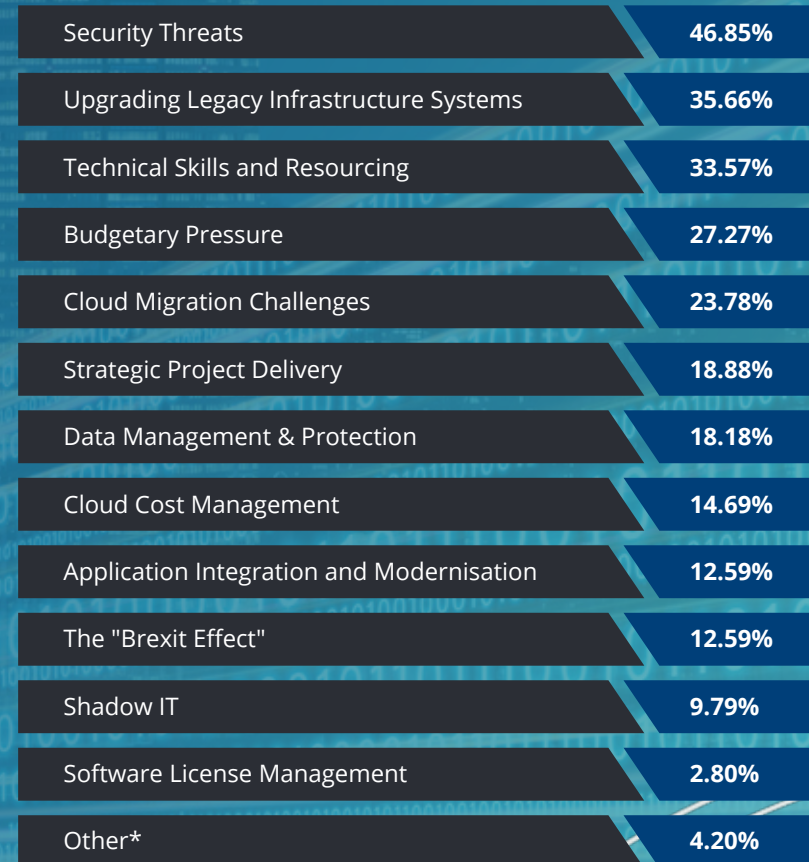 Security Threats 46.85%
Upgrading Legacy Infrastructure Systems 35.66%
Technical Skills and Resourcing 33.57%
Budgetary Pressure 27.27%
Cloud Migration Challenges 23.78%
Strategic Project Delivery 18.88%
Data Management & Protection 18.18%
Cloud Cost Management 14.69%
Application Integration and Modernisation 12.59%
The "Brexit Effect" 12.59%
Shadow IT 9.79%
Software License Management 2.80%
Other* 4.20%